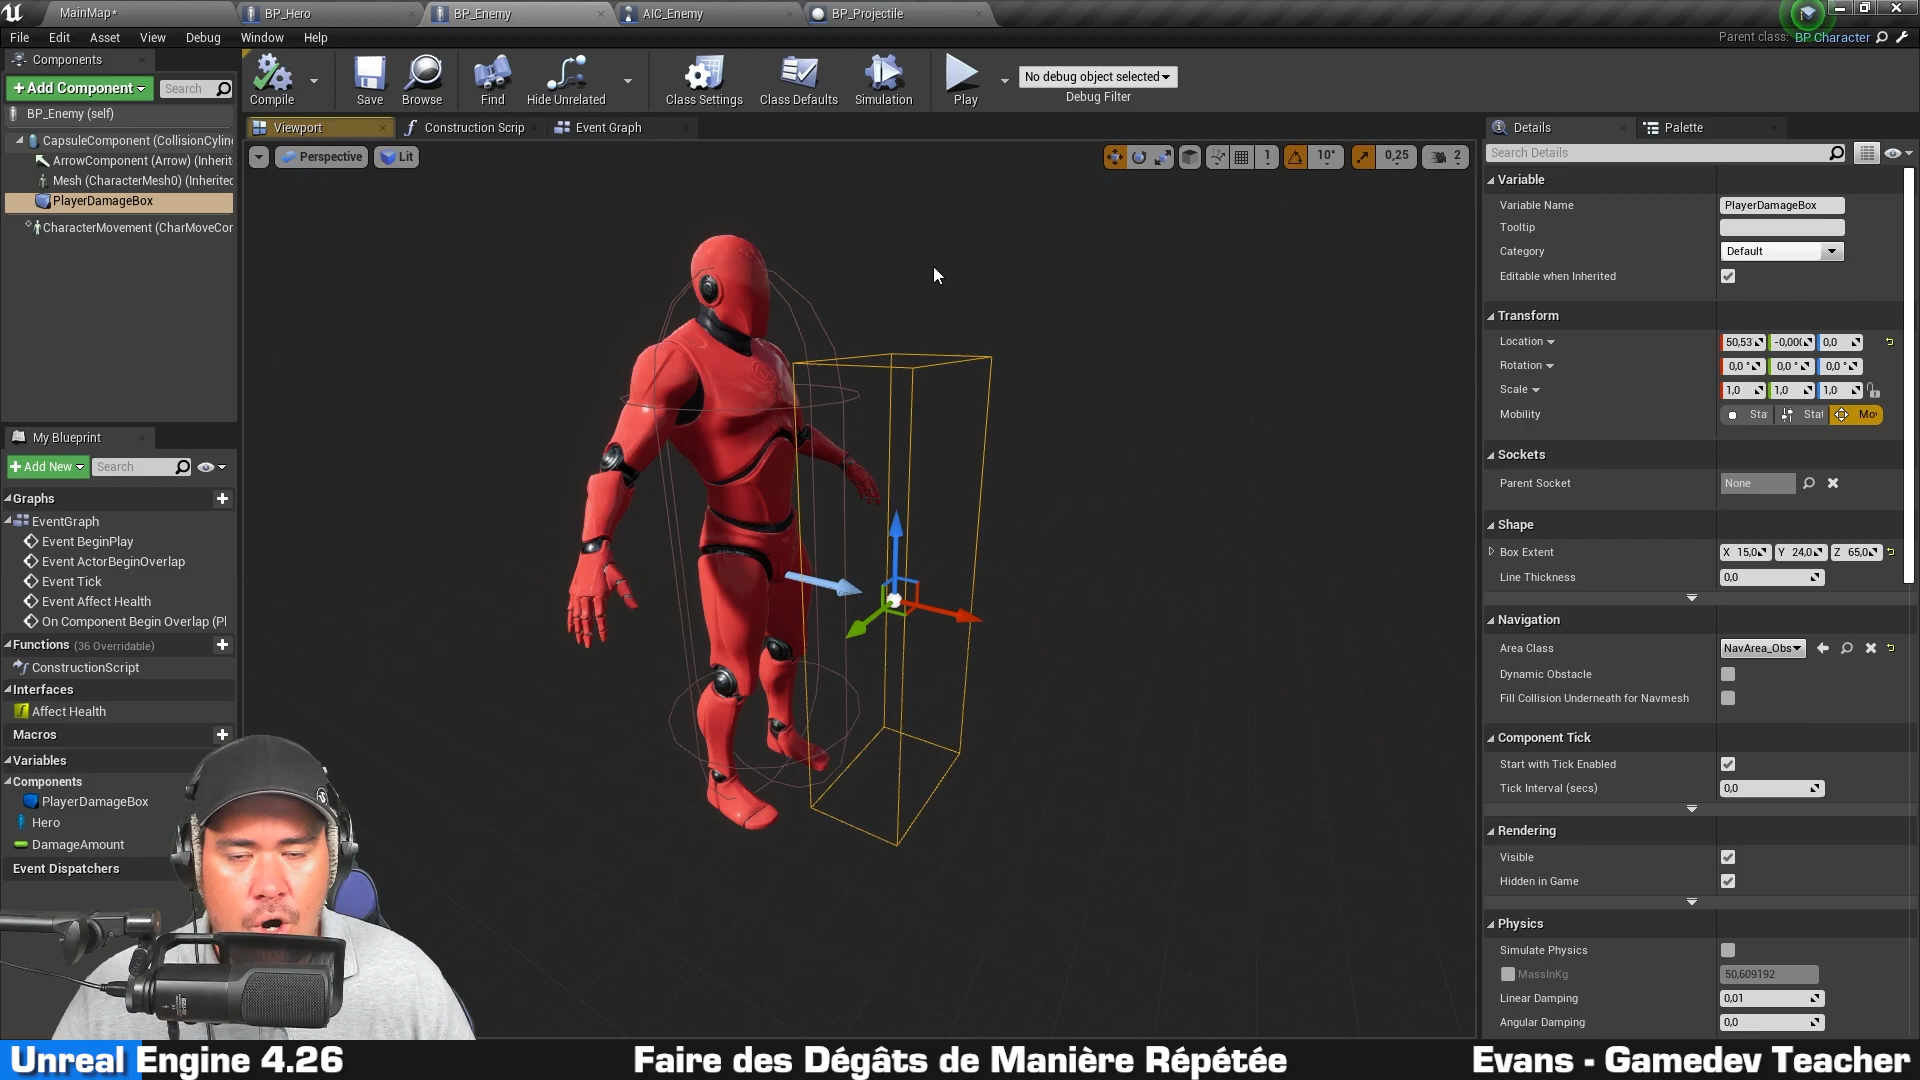 MainMap*
BP_Hero
BP_Enemy
AIC_Enemy
BP_Projectile
File Edit Asset View Debug Window Help
Parent class: BP Character
Components
+Add Component
Search
BP_Enemy (self)
CapsuleComponent (CollisionCylin
ArrowComponent (Arrow) (Inherit
Mesh (CharacterMesh0) (Inherited
PlayerDamageBox
CharacterMovement (CharMoveCor
Compile
Save
Browse
Find
Hide Unrelated
Class Settings
Class Defaults
Simulation
Play
No debug object selected
Debug Filter
Viewport
Construction Scrip
Event Graph
Perspective
Lit
1
10°
0,25
2
My Blueprint
+Add New
Search
Graphs
EventGraph
Event BeginPlay
Event ActorBeginOverlap
Event Tick
Event Affect Health
On Component Begin Overlap (Pl
Functions (36 Overridable)
ConstructionScript
Interfaces
Affect Health
Macros
Variables
Components
PlayerDamageBox
Hero
DamageAmount
Event Dispatchers
Details
Palette
Search Details
Variable
Variable Name PlayerDamageBox
Tooltip
Category Default
Editable when Inherited
Transform
Location 50,53 -0,00( 0,0
Rotation 0,0 ° 0,0 ° 0,0 °
Scale 1,0 1,0 1,0
Mobility Sta Stat Mov
Sockets
Parent Socket None
Shape
Box Extent X 15,0 Y 24,0 Z 65,0
Line Thickness 0,0
Navigation
Area Class NavArea_Obs
Dynamic Obstacle
Fill Collision Underneath for Navmesh
Component Tick
Start with Tick Enabled
Tick Interval (secs) 0,0
Rendering
Visible
Hidden in Game
Physics
Simulate Physics
MassInKg 50,609192
Linear Damping 0,01
Angular Damping 0,0
Unreal Engine 4.26
Faire des Dégâts de Manière Répétée
Evans - Gamedev Teacher